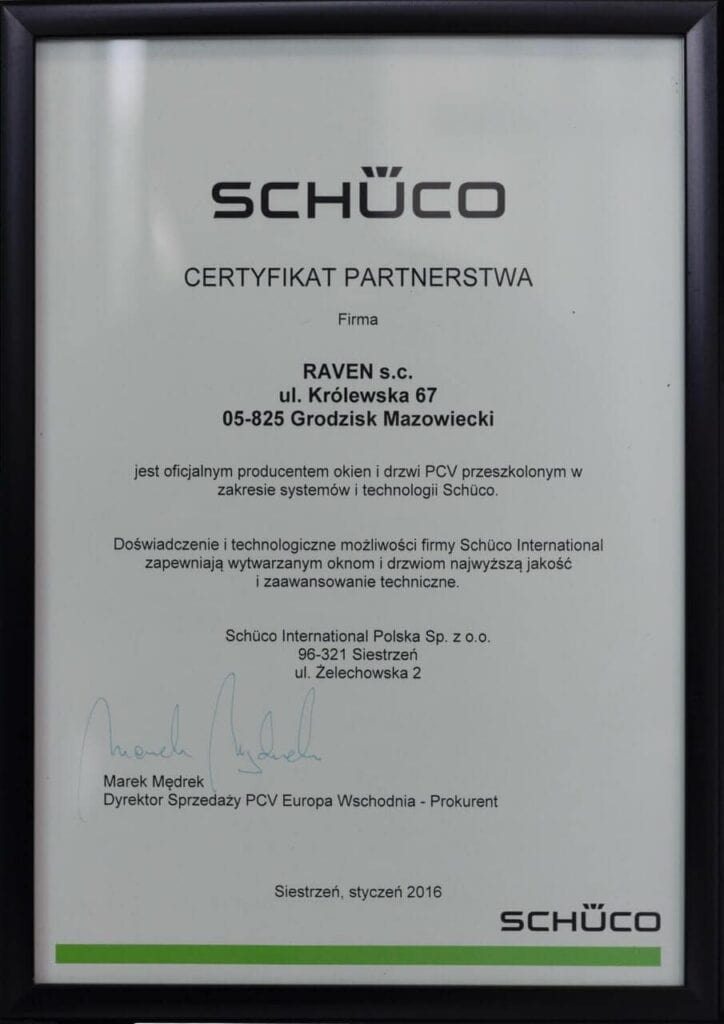 SCHÜCO
CERTYFIKAT PARTNERSTWA
Firma
RAVEN s.c.
ul. Królewska 67
05-825 Grodzisk Mazowiecki
jest oficjalnym producentem okien i drzwi PCV przeszkolonym w
zakresie systemów i technologii Schüco.
Doświadczenie i technologiczne możliwości firmy Schüco International
zapewniają wytwarzanym oknom i drzwiom najwyższą jakość
i zaawansowanie techniczne.
Schüco International Polska Sp. z o.o.
96-321 Siestrzeń
ul. Żelechowska 2
Marek Mędrek
Marek Mędrek
Dyrektor Sprzedaży PCV Europa Wschodnia - Prokurent
Siestrzeń, styczeń 2016
SCHÜCO